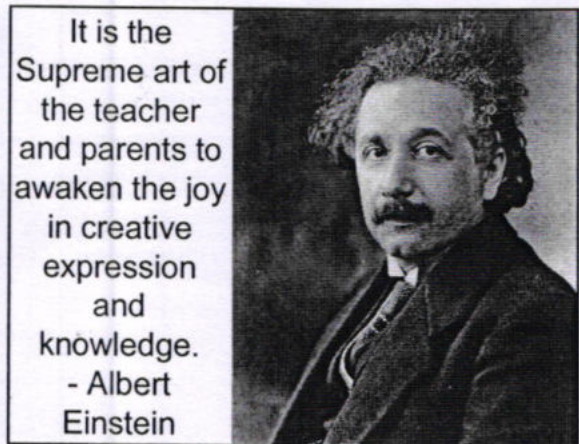 It is the
Supreme art of
the teacher
and parents to
awaken the joy
in creative
expression
and
knowledge.
- Albert
Einstein